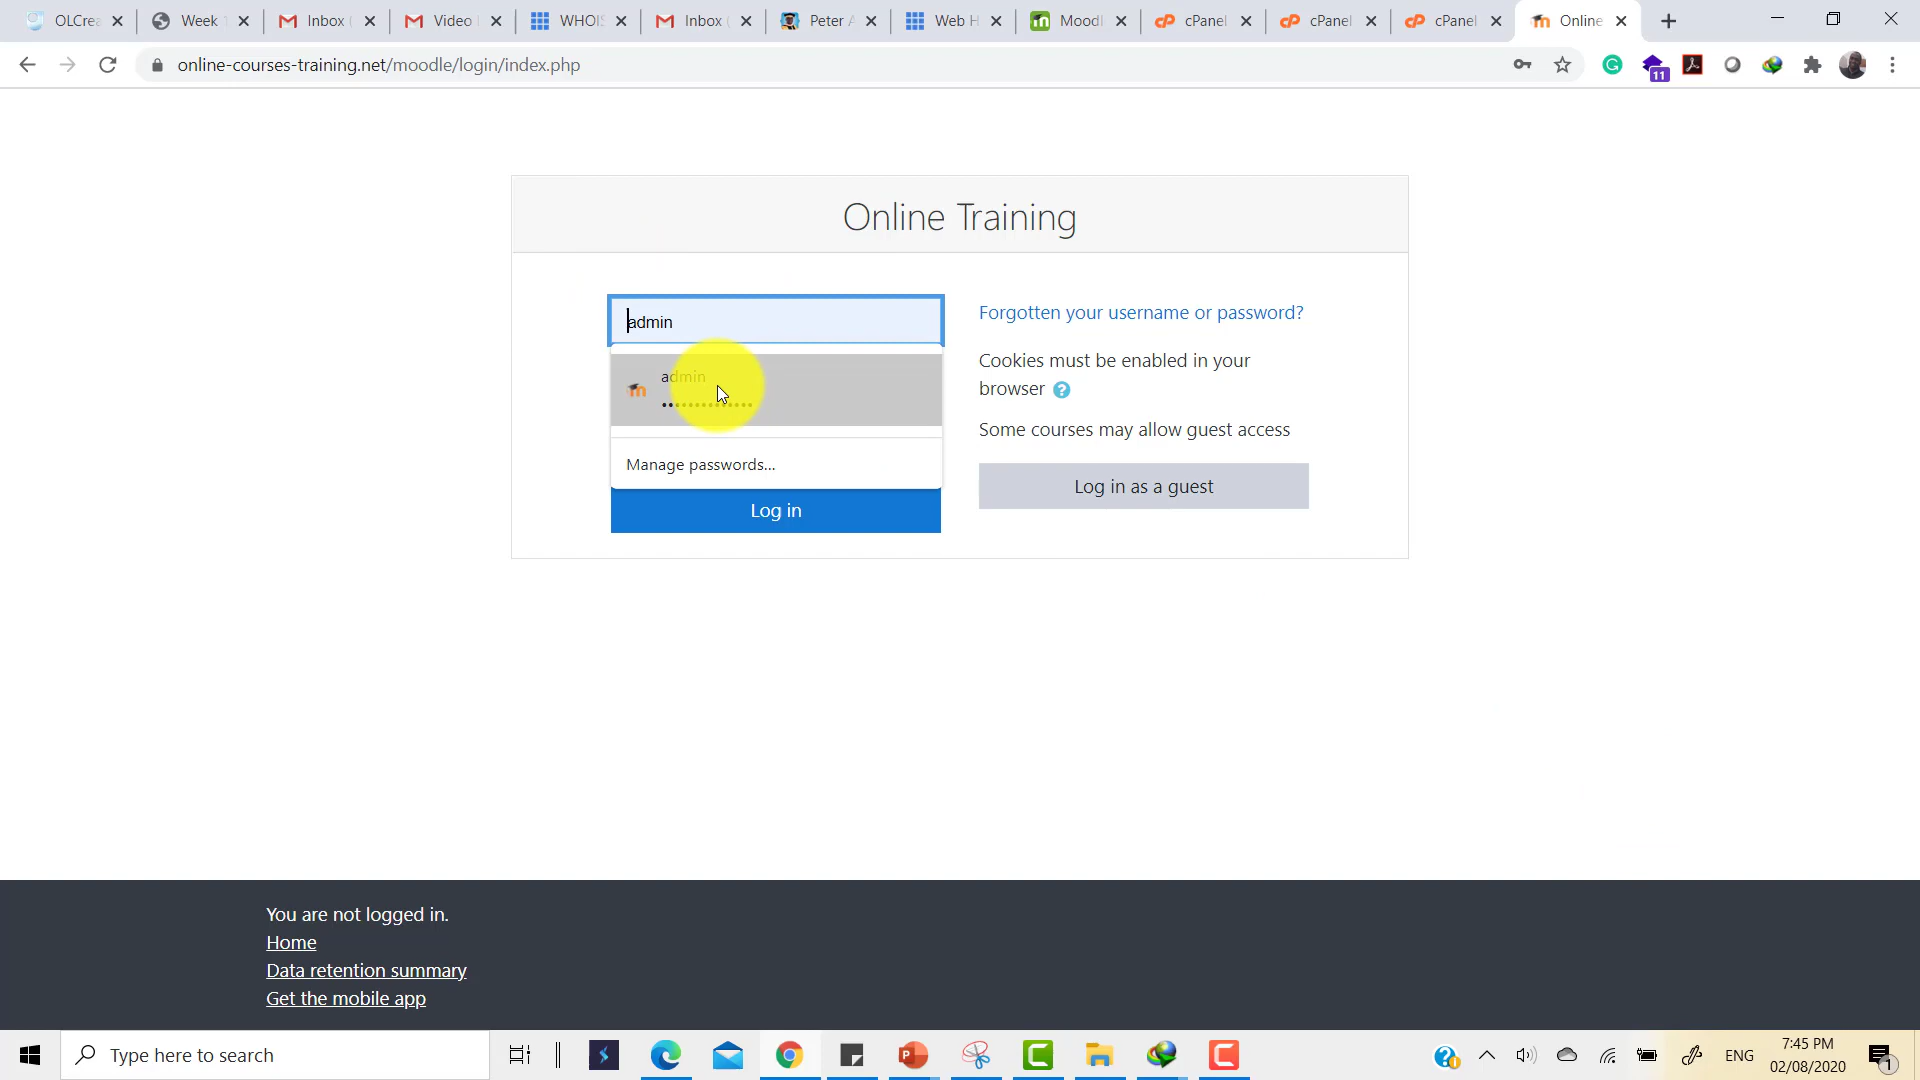 OLCrea
Week 1
Inbox (
Video
WHOIS
Inbox (
Peter A
Web H
Moodl
cPanel
cPanel
cPanel
Online
online-courses-training.net/moodle/login/index.php
11
Online Training
admin
admin
Manage passwords...
Log in
Forgotten your username or password?
Cookies must be enabled in your
browser
Some courses may allow guest access
Log in as a guest
You are not logged in.
Home
Data retention summary
Get the mobile app
Type here to search
ENG
7:45 PM
02/08/2020
1